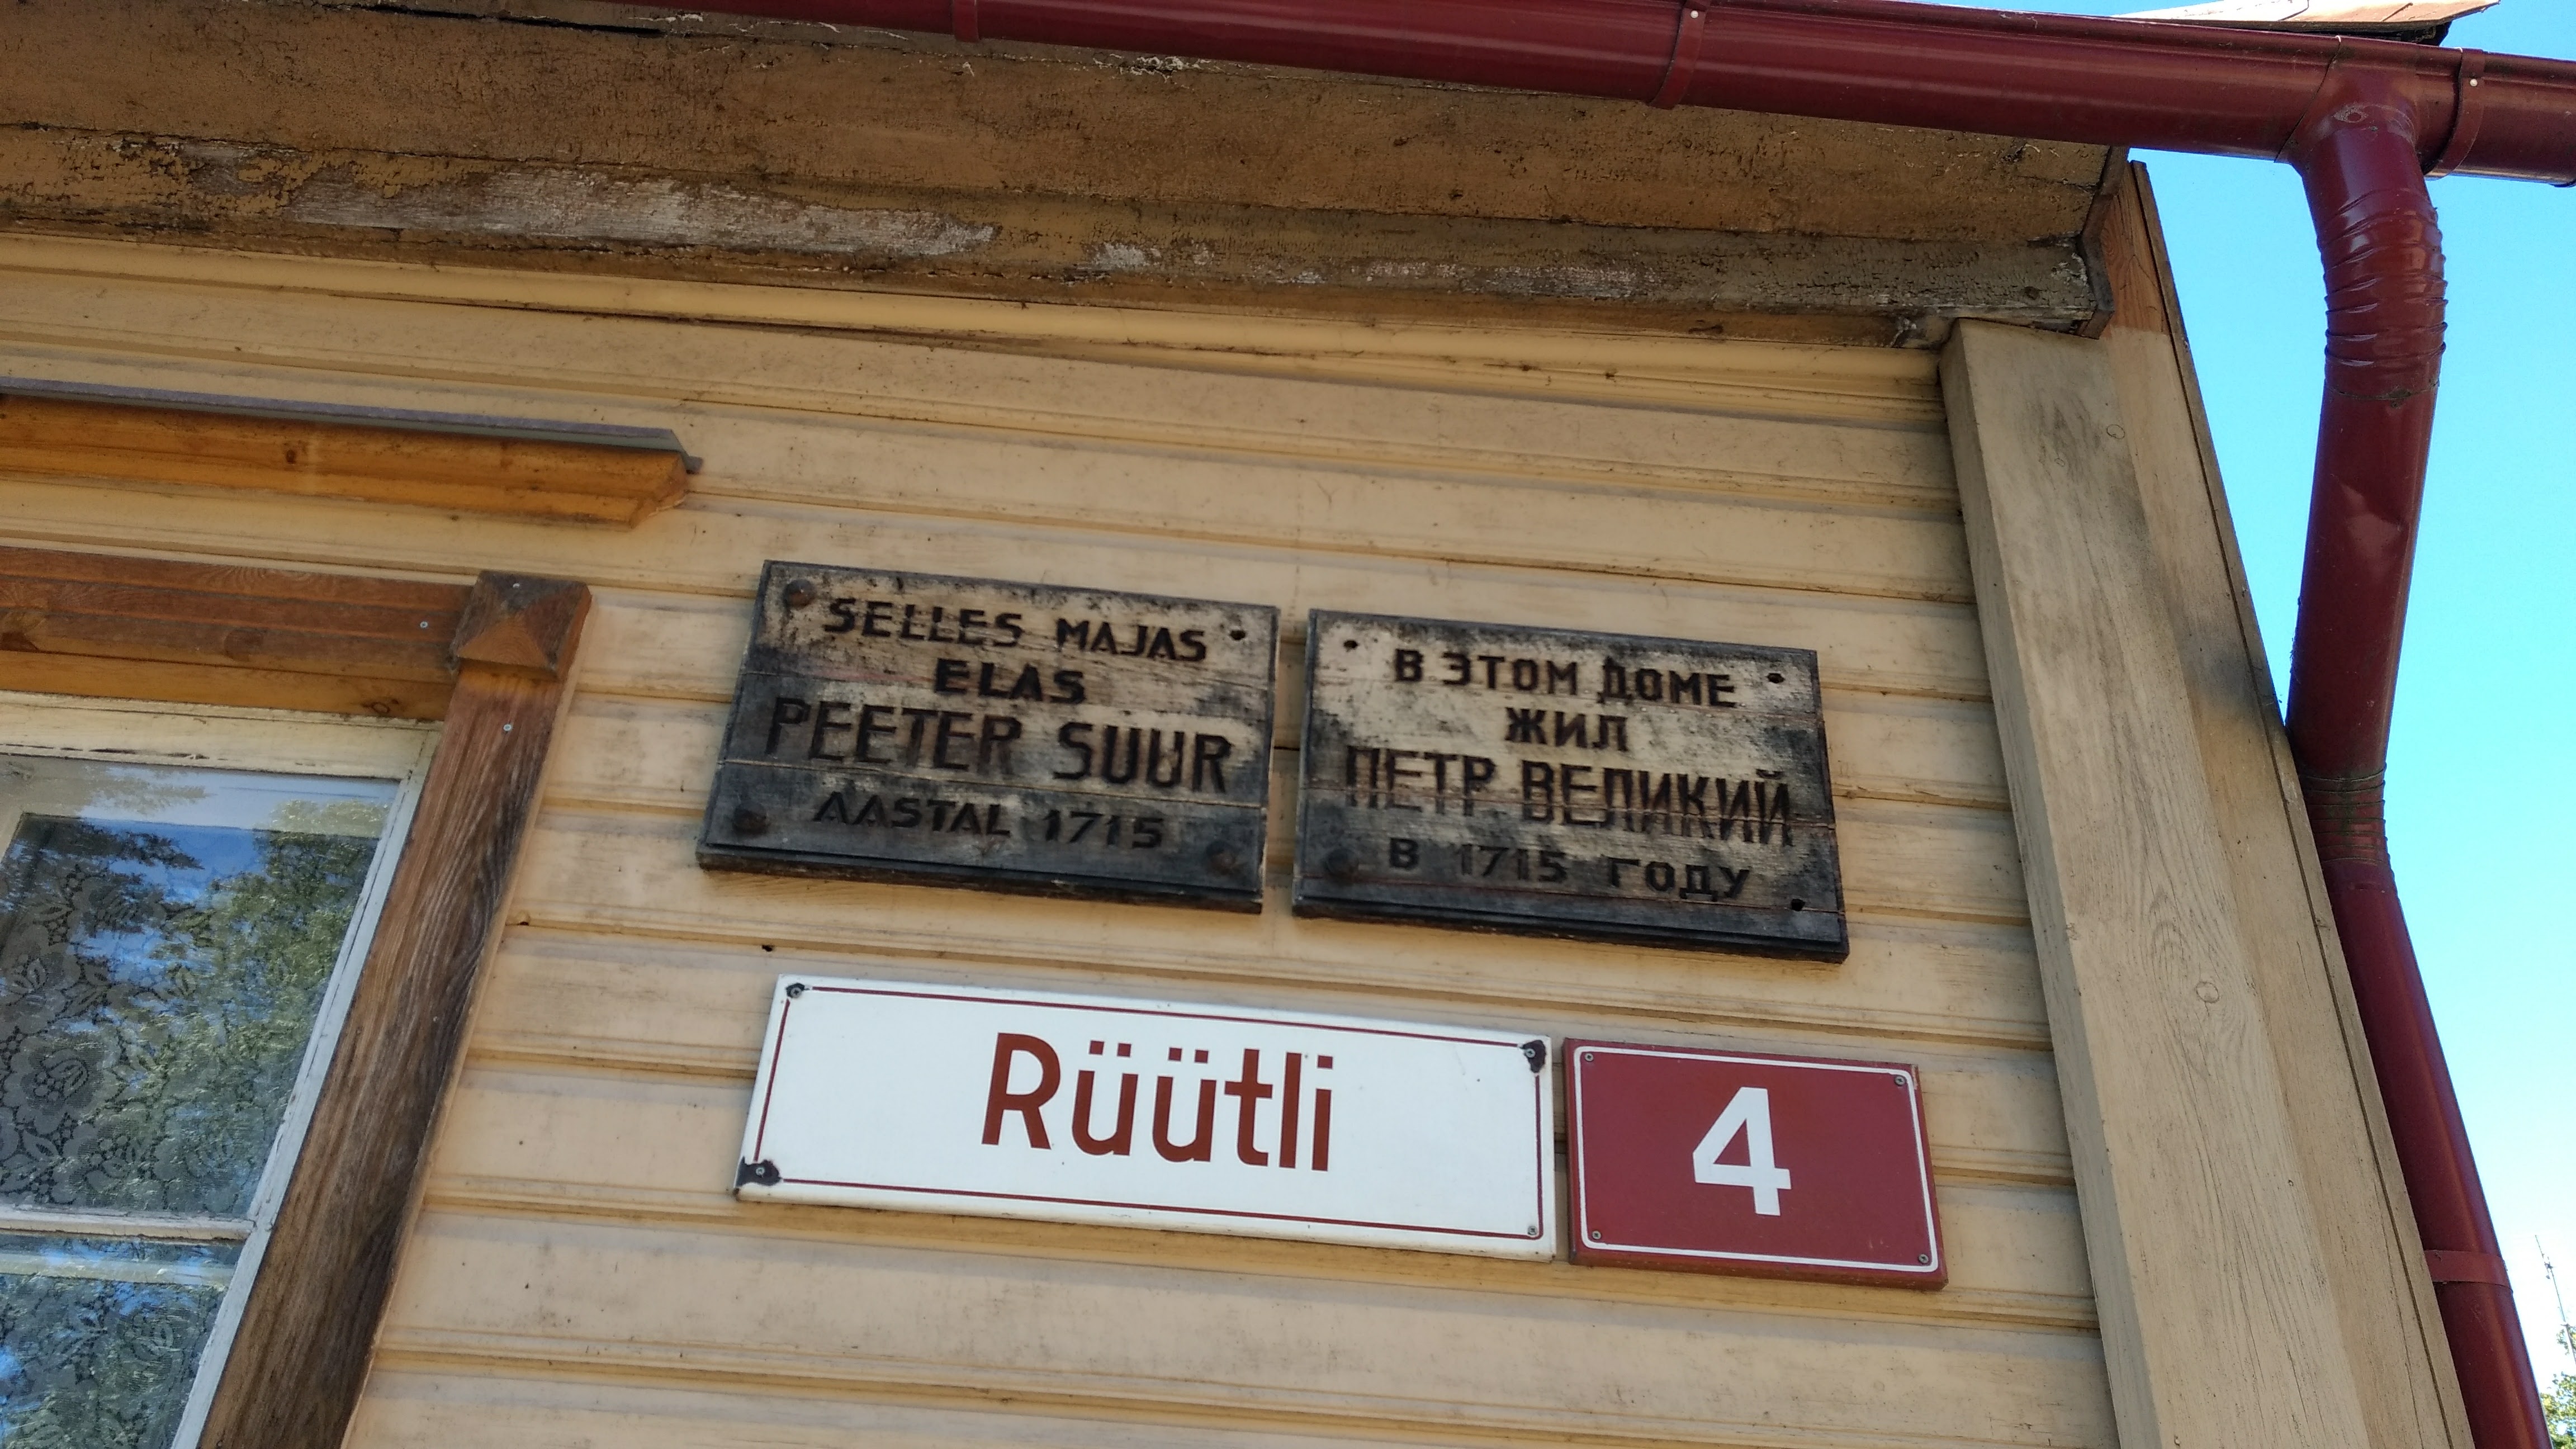 SELLES MAJAS
ELAS
PEETER SUUR
AASTAL 1715
В ЭТОМ ДОМЕ
ЖИЛ
ПЕТР ВЕЛИКИЙ
В 1715 ГОДУ
Rüütli
4